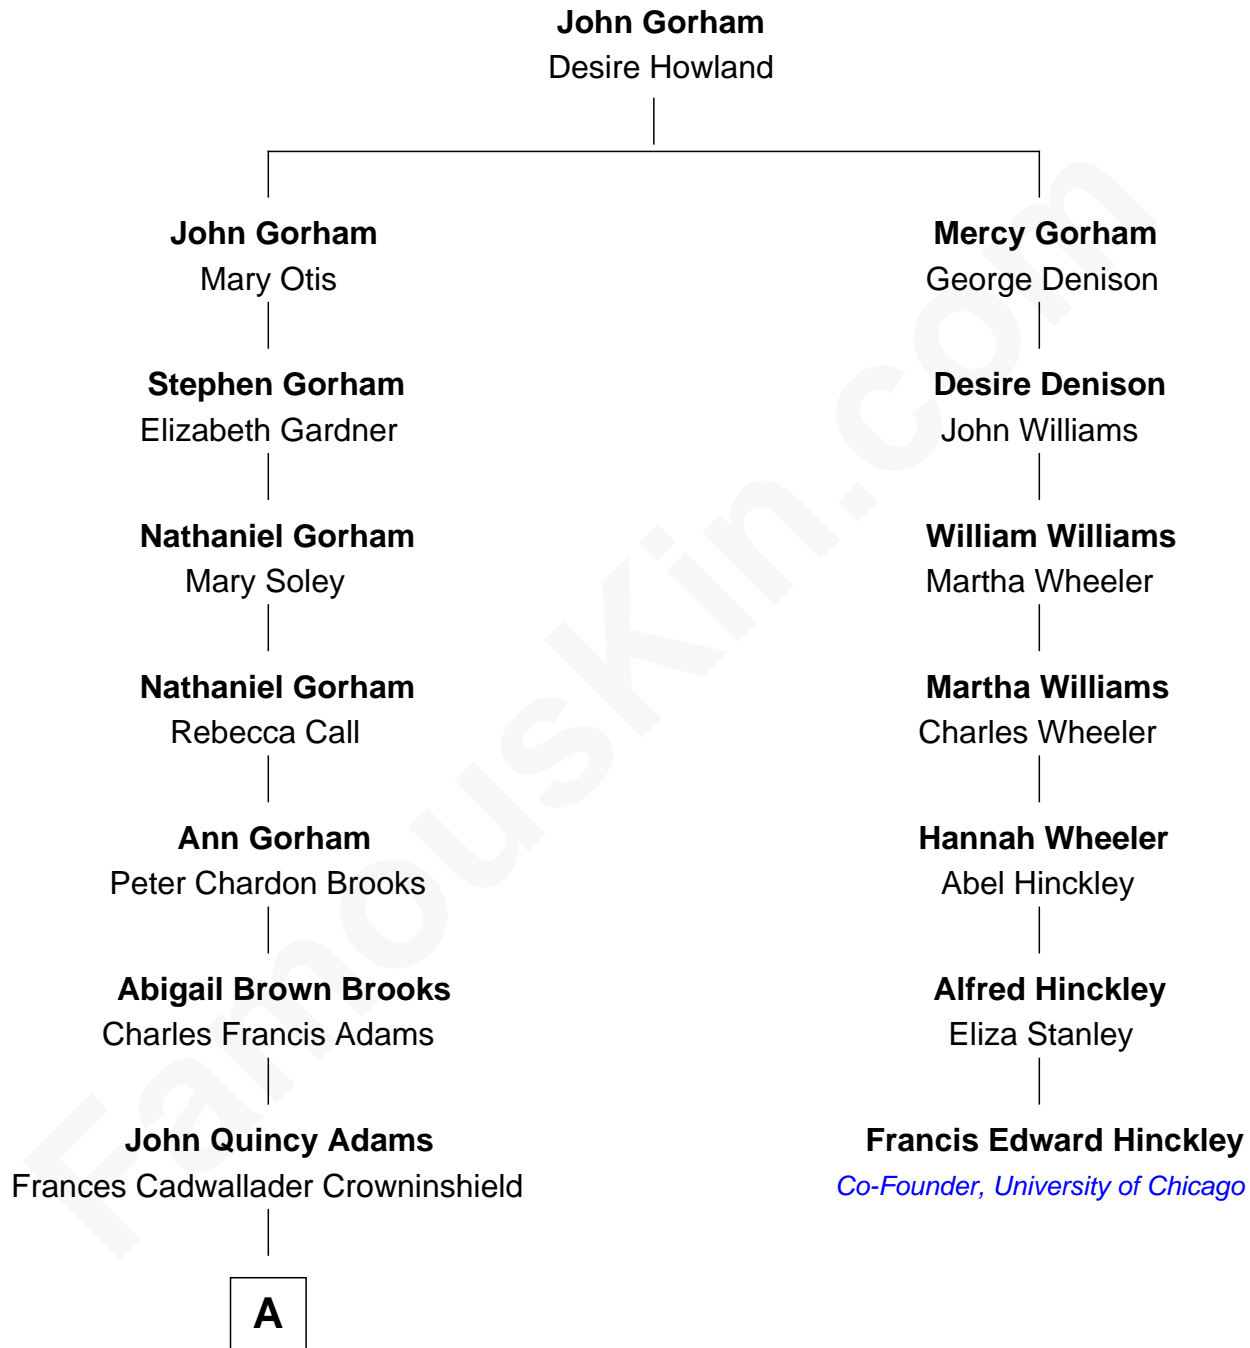 John Gorham
Desire Howland
John Gorham
Mary Otis
Mercy Gorham
George Denison
Stephen Gorham
Elizabeth Gardner
Desire Denison
John Williams
Nathaniel Gorham
Mary Soley
William Williams
Martha Wheeler
Nathaniel Gorham
Rebecca Call
Martha Williams
Charles Wheeler
Ann Gorham
Peter Chardon Brooks
Hannah Wheeler
Abel Hinckley
Abigail Brown Brooks
Charles Francis Adams
Alfred Hinckley
Eliza Stanley
John Quincy Adams
Frances Cadwallader Crowninshield
Francis Edward Hinckley
Co-Founder, University of Chicago
A
FamousKin.com